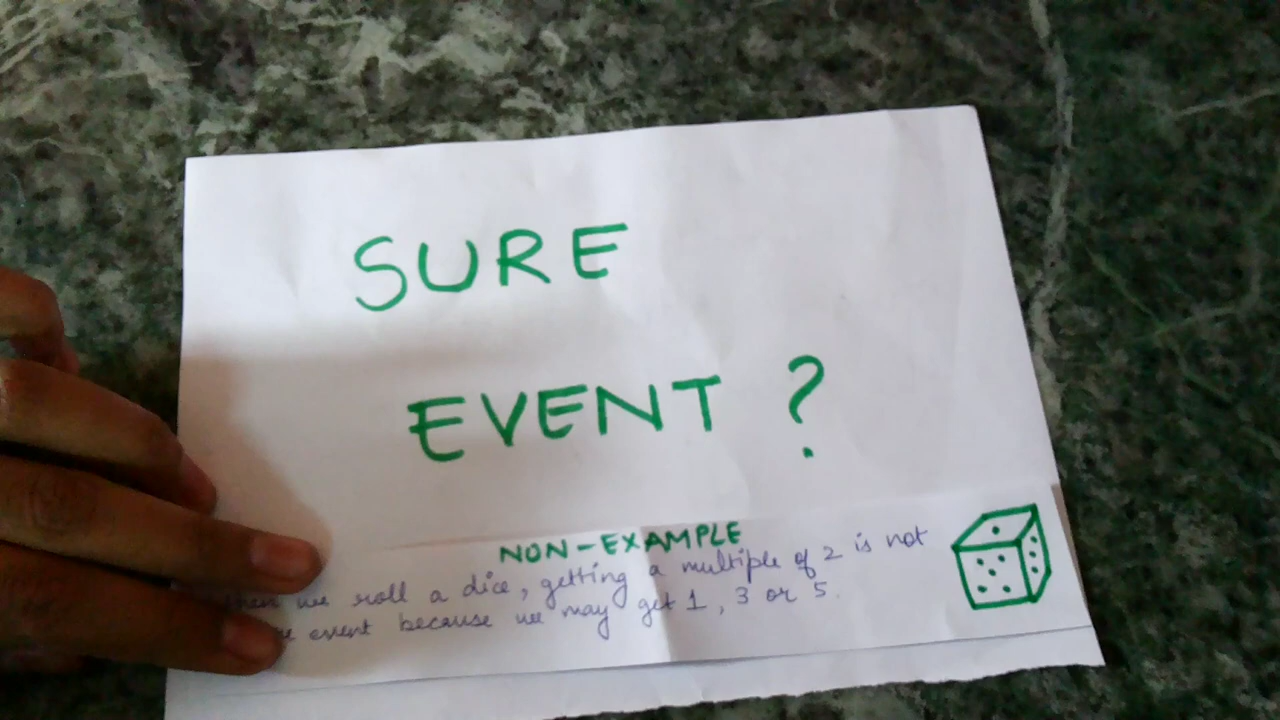 SURE
EVENT ?
NON-EXAMPLE
we roll a dice, getting a multiple of 2 is not
event because we may get 1, 3 or 5.